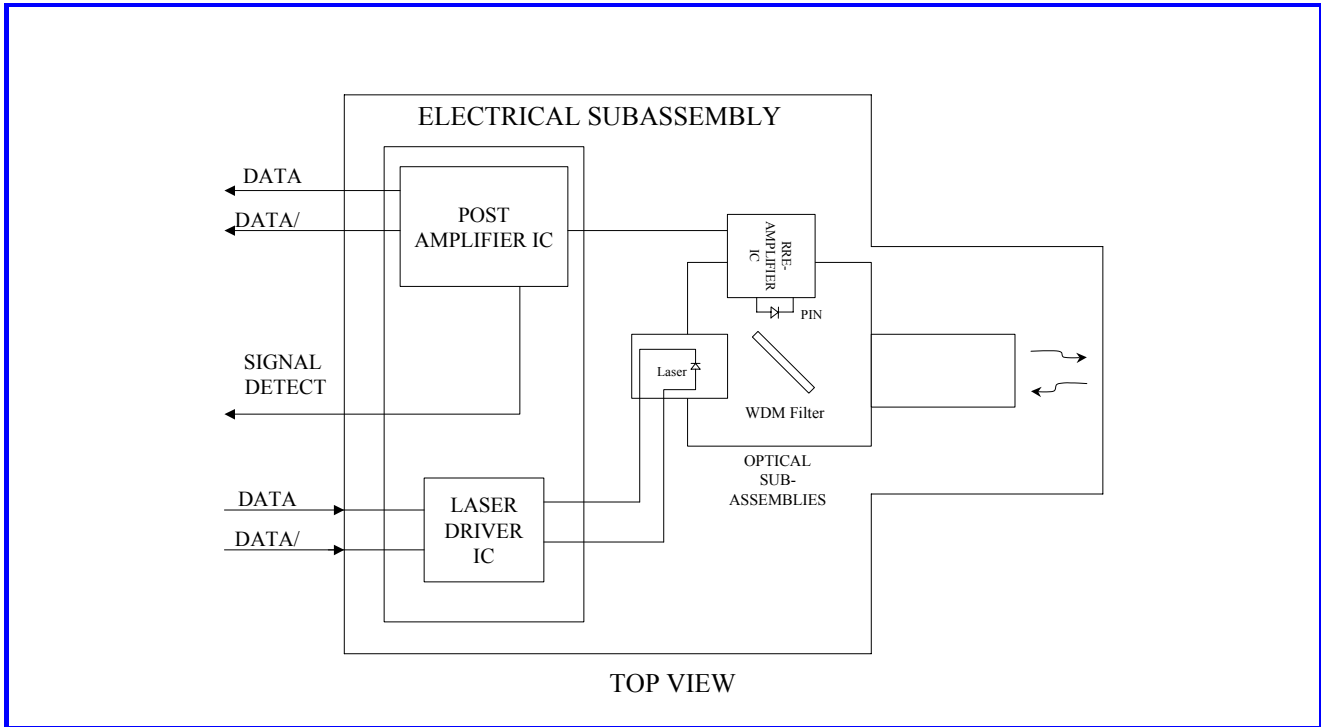 ELECTRICAL SUBASSEMBLY
DATA
DATA/
POST
AMPLIFIER IC
RRE-
AMPLIFIER
IC
PIN
SIGNAL
DETECT
Laser
WDM Filter
OPTICAL
SUB-
ASSEMBLIES
DATA
DATA/
LASER
DRIVER
IC
TOP VIEW